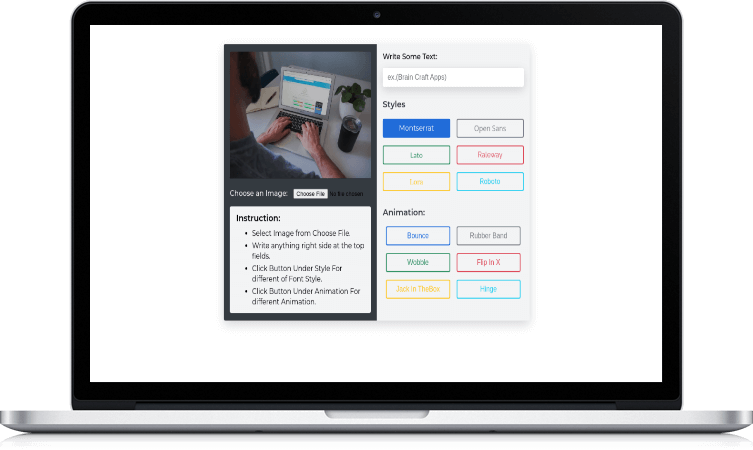 Choose an Image: Choose File No file chosen
Instruction:
• Select Image from Choose File.
• Write anything right side at the top
fields.
• Click Button Under Style For
different of Font Style.
• Click Button Under Animation For
different Animation.
Write Some Text:
ex.(Brain Craft Apps)
Styles
Montserrat Open Sans
Lato Raleway
Lora Roboto
Animation:
Bounce Rubber Band
Wobble Flip In X
Jack In TheBox Hinge